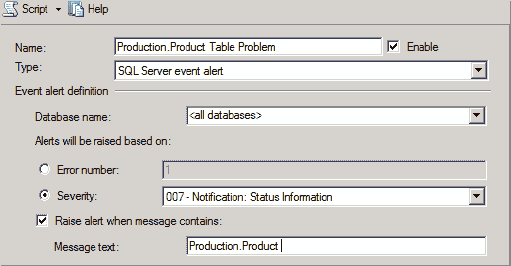 Script Help
Name: Production.Product Table Problem Enable
Type: SQL Server event alert
Event alert definition
Database name: <all databases>
Alerts will be raised based on:
Error number: 1
Severity: 007 - Notification: Status Information
Raise alert when message contains:
Message text: Production.Product